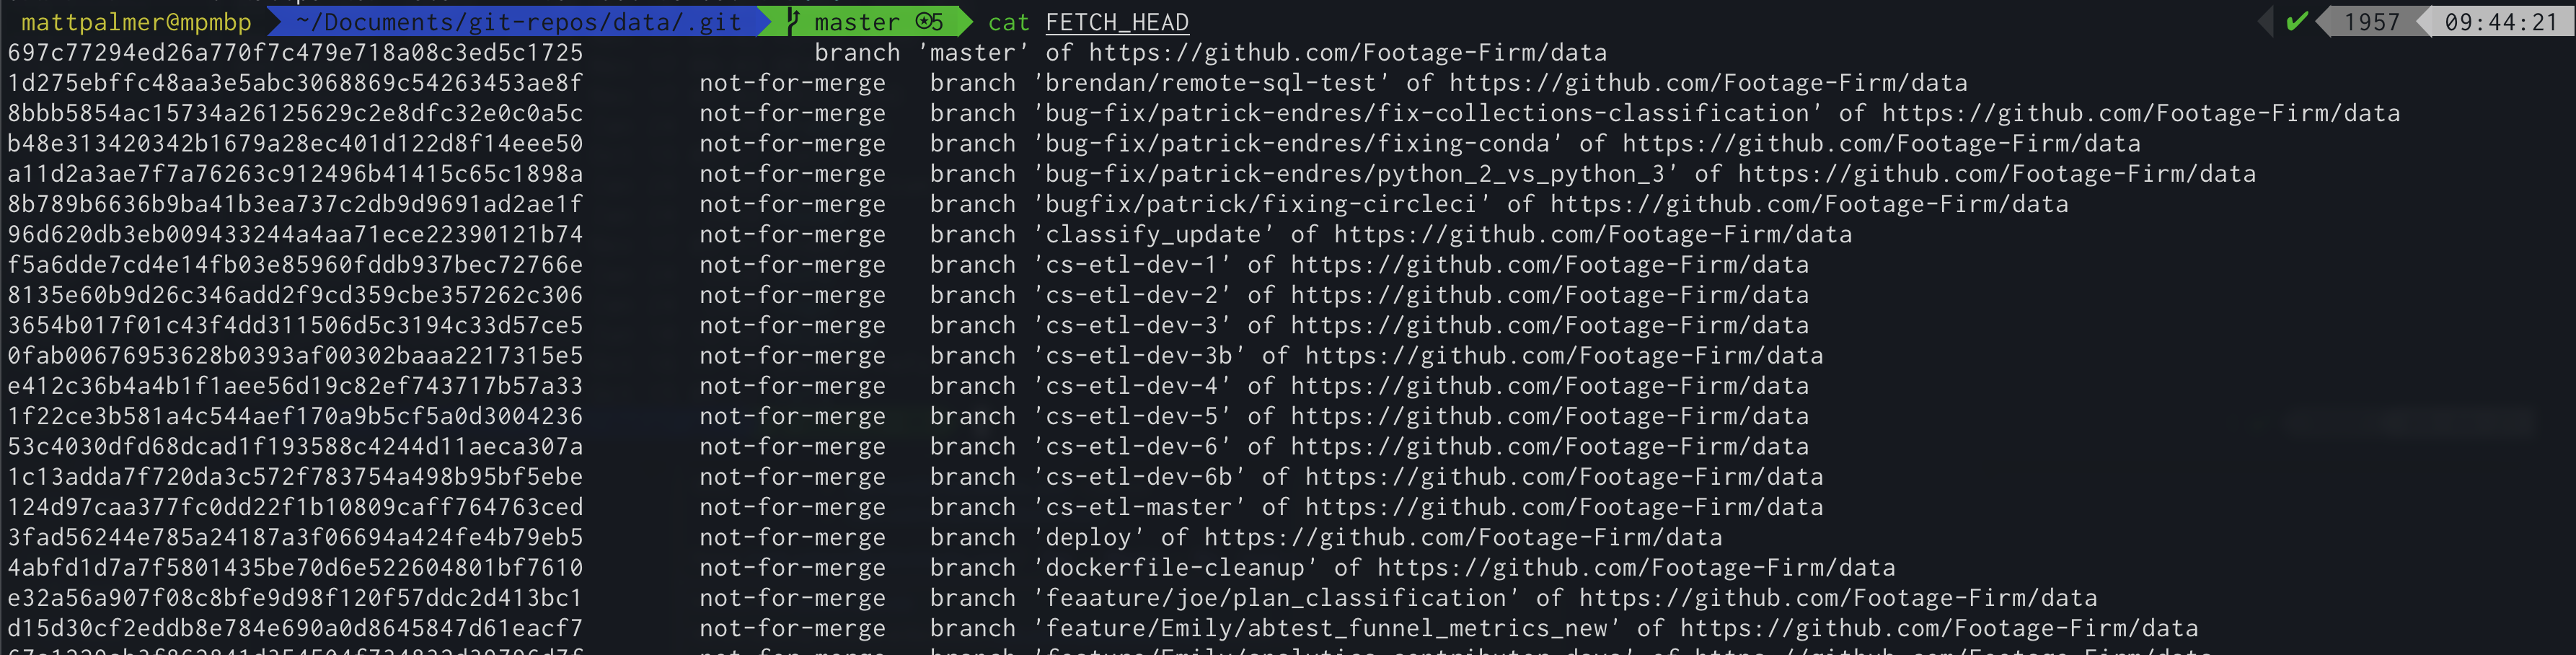 mattpalmer@mpmbp ~/Documents/git-repos/data/.git master 5 cat FETCH_HEAD ✔ 1957 09:44:21
697c77294ed26a770f7c479e718a08c3ed5c1725 branch 'master' of https://github.com/Footage-Firm/data
1d275ebffc48aa3e5abc3068869c54263453ae8f not-for-merge branch 'brendan/remote-sql-test' of https://github.com/Footage-Firm/data
8bbb5854ac15734a26125629c2e8dfc32e0c0a5c not-for-merge branch 'bug-fix/patrick-endres/fix-collections-classification' of https://github.com/Footage-Firm/data
b48e313420342b1679a28ec401d122d8f14eee50 not-for-merge branch 'bug-fix/patrick-endres/fixing-conda' of https://github.com/Footage-Firm/data
a11d2a3ae7f7a76263c912496b41415c65c1898a not-for-merge branch 'bug-fix/patrick-endres/python_2_vs_python_3' of https://github.com/Footage-Firm/data
8b789b6636b9ba41b3ea737c2db9d9691ad2ae1f not-for-merge branch 'bugfix/patrick/fixing-circleci' of https://github.com/Footage-Firm/data
96d620db3eb009433244a4aa71ece22390121b74 not-for-merge branch 'classify_update' of https://github.com/Footage-Firm/data
f5a6dde7cd4e14fb03e85960fddb937bec72766e not-for-merge branch 'cs-etl-dev-1' of https://github.com/Footage-Firm/data
8135e60b9d26c346add2f9cd359cbe357262c306 not-for-merge branch 'cs-etl-dev-2' of https://github.com/Footage-Firm/data
3654b017f01c43f4dd311506d5c3194c33d57ce5 not-for-merge branch 'cs-etl-dev-3' of https://github.com/Footage-Firm/data
0fab00676953628b0393af00302baaa2217315e5 not-for-merge branch 'cs-etl-dev-3b' of https://github.com/Footage-Firm/data
e412c36b4a4b1f1aee56d19c82ef743717b57a33 not-for-merge branch 'cs-etl-dev-4' of https://github.com/Footage-Firm/data
1f22ce3b581a4c544aef170a9b5cf5a0d3004236 not-for-merge branch 'cs-etl-dev-5' of https://github.com/Footage-Firm/data
53c4030dfd68dcad1f193588c4244d11aeca307a not-for-merge branch 'cs-etl-dev-6' of https://github.com/Footage-Firm/data
1c13adda7f720da3c572f783754a498b95bf5ebe not-for-merge branch 'cs-etl-dev-6b' of https://github.com/Footage-Firm/data
124d97caa377fc0dd22f1b10809caff764763ced not-for-merge branch 'cs-etl-master' of https://github.com/Footage-Firm/data
3fad56244e785a24187a3f06694a424fe4b79eb5 not-for-merge branch 'deploy' of https://github.com/Footage-Firm/data
4abfd1d7a7f5801435be70d6e522604801bf7610 not-for-merge branch 'dockerfile-cleanup' of https://github.com/Footage-Firm/data
e32a56a907f08c8bfe9d98f120f57ddc2d413bc1 not-for-merge branch 'feaature/joe/plan_classification' of https://github.com/Footage-Firm/data
d15d30cf2eddb8e784e690a0d8645847d61eacf7 not-for-merge branch 'feature/Emily/abtest_funnel_metrics_new' of https://github.com/Footage-Firm/data